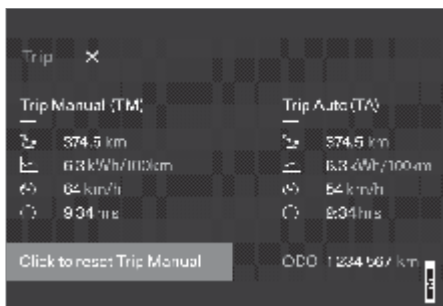 Trip ×
Trip Manual (TM)
374.5 km
6.3 kWh/100km
64 km/h
9:34 hrs
Trip Auto (TA)
374.5 km
6.3 kWh/100km
64 km/h
9:34 hrs
Click to reset Trip Manual
ODO 1 234 567 km